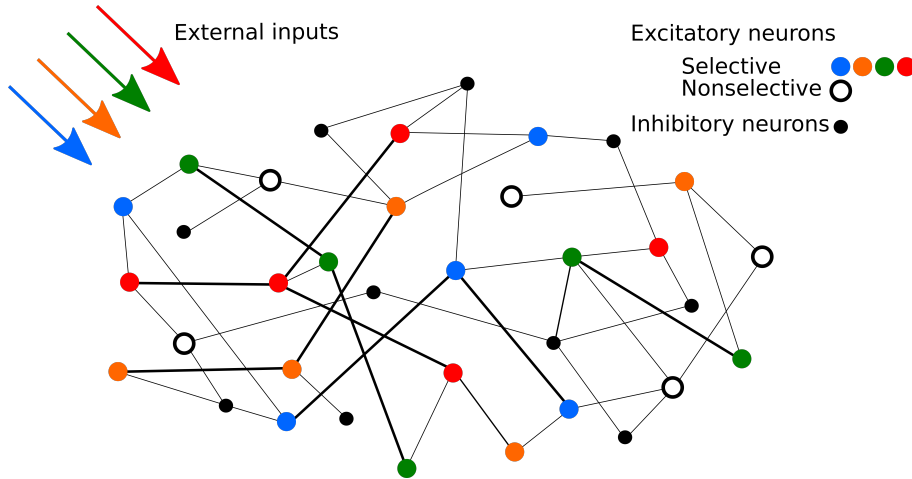 External inputs
Excitatory neurons
Selective
Nonselective
Inhibitory neurons